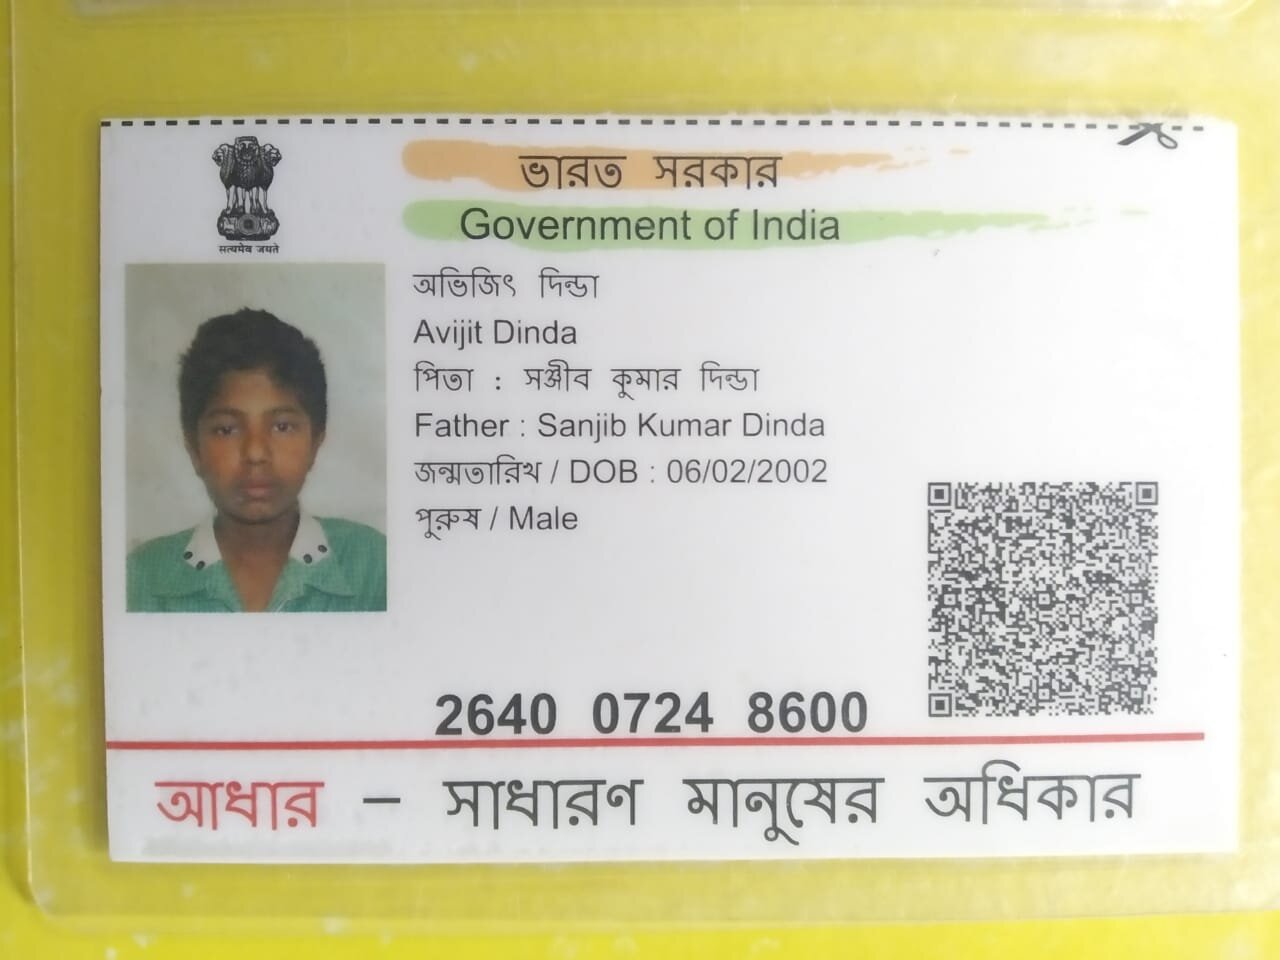 सत्यमेव जयते
ভারত সরকার
Government of India
অভিজিৎ দিন্ডা
Avijit Dinda
পিতা : সঞ্জীব কুমার দিন্ডা
Father : Sanjib Kumar Dinda
জন্মতারিখ / DOB : 06/02/2002
পুরুষ / Male
2640 0724 8600
আধার – সাধারণ মানুষের অধিকার